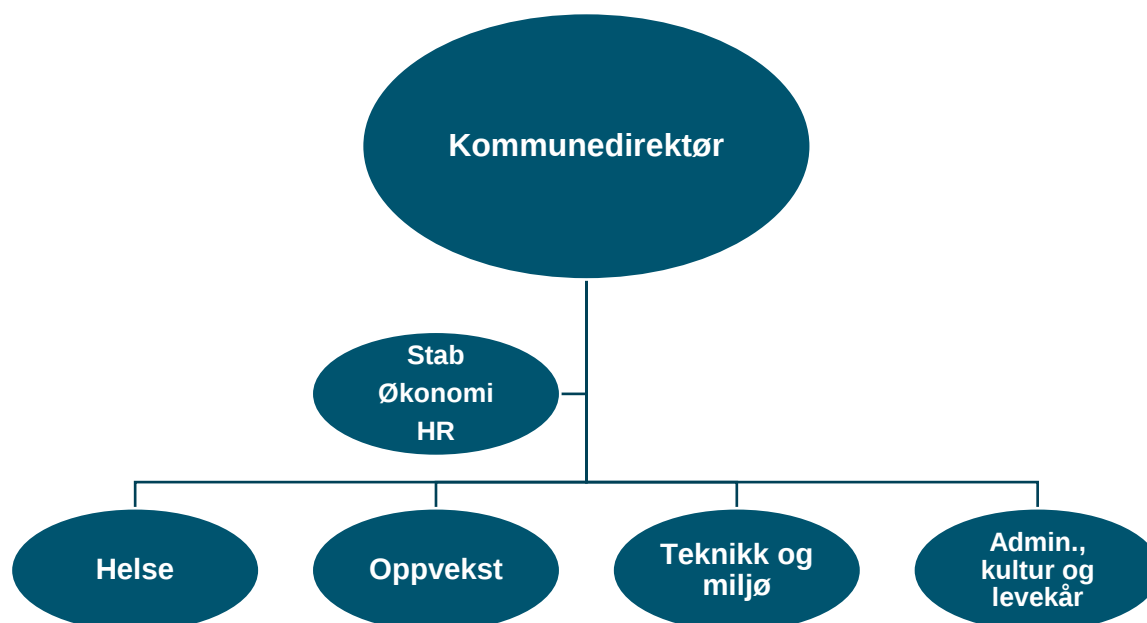 Kommunedirektør
Stab
Økonomi
HR
Helse
Oppvekst
Teknikk og
miljø
Admin.,
kultur og
levekår